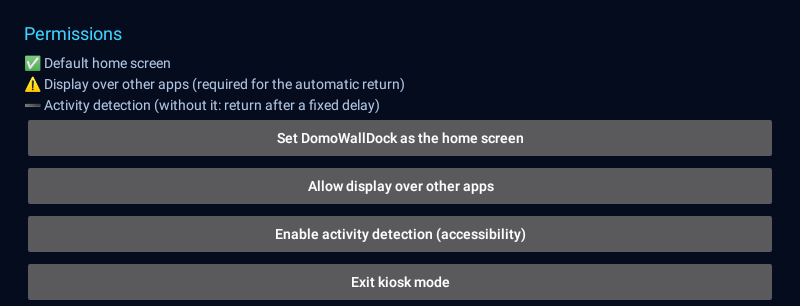 Permissions
✅ Default home screen
⚠️ Display over other apps (required for the automatic return)
➖ Activity detection (without it: return after a fixed delay)
Set DomoWallDock as the home screen
Allow display over other apps
Enable activity detection (accessibility)
Exit kiosk mode